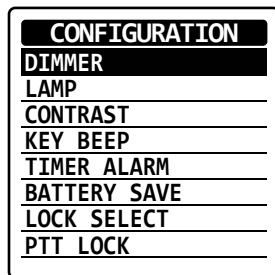 CONFIGURATION
DIMMER
LAMP
CONTRAST
KEY BEEP
TIMER ALARM
BATTERY SAVE
LOCK SELECT
PTT LOCK